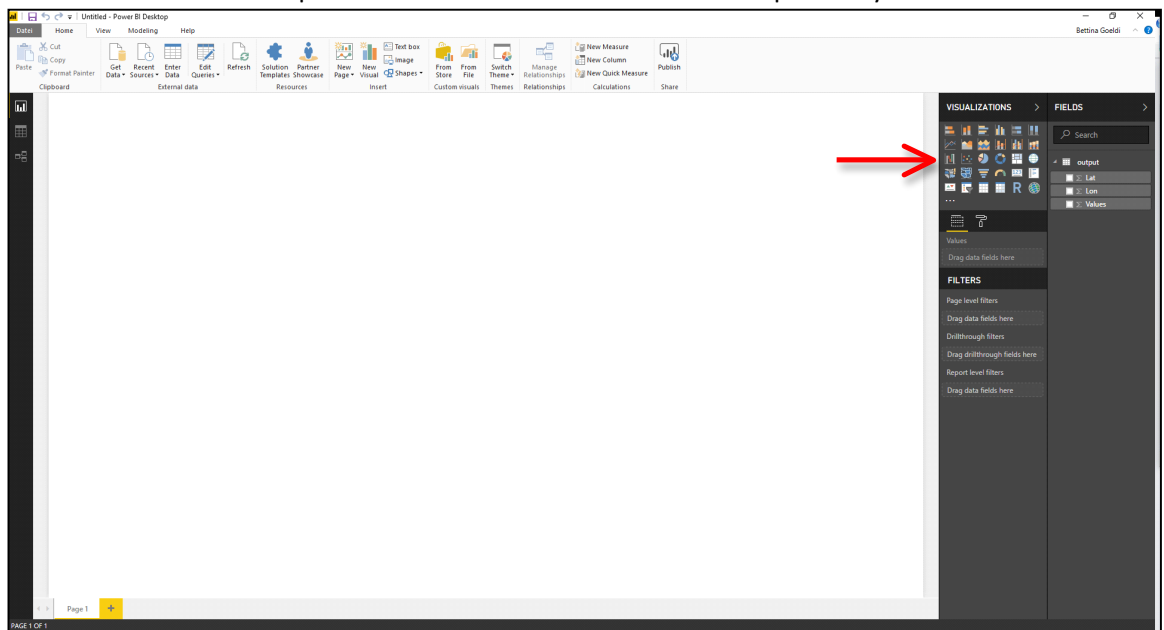 Untitled - Power BI Desktop
Bettina Goeldi
Datei Home View Modeling Help
Paste
Cut
Copy
Format Painter
Clipboard
Get Data
Recent Sources
Enter Data
Edit Queries
External data
Refresh
Solution Templates
Partner Showcase
Resources
New Page
New Visual
Text box
Image
Shapes
Insert
From Store
From File
Custom visuals
Switch Theme
Themes
Manage Relationships
Relationships
New Measure
New Column
New Quick Measure
Calculations
Publish
Share
VISUALIZATIONS
R
Values
Drag data fields here
FILTERS
Page level filters
Drag data fields here
Drillthrough filters
Drag drillthrough fields here
Report level filters
Drag data fields here
FIELDS
Search
output
Σ Lat
Σ Lon
Σ Values
Page 1
PAGE 1 OF 1